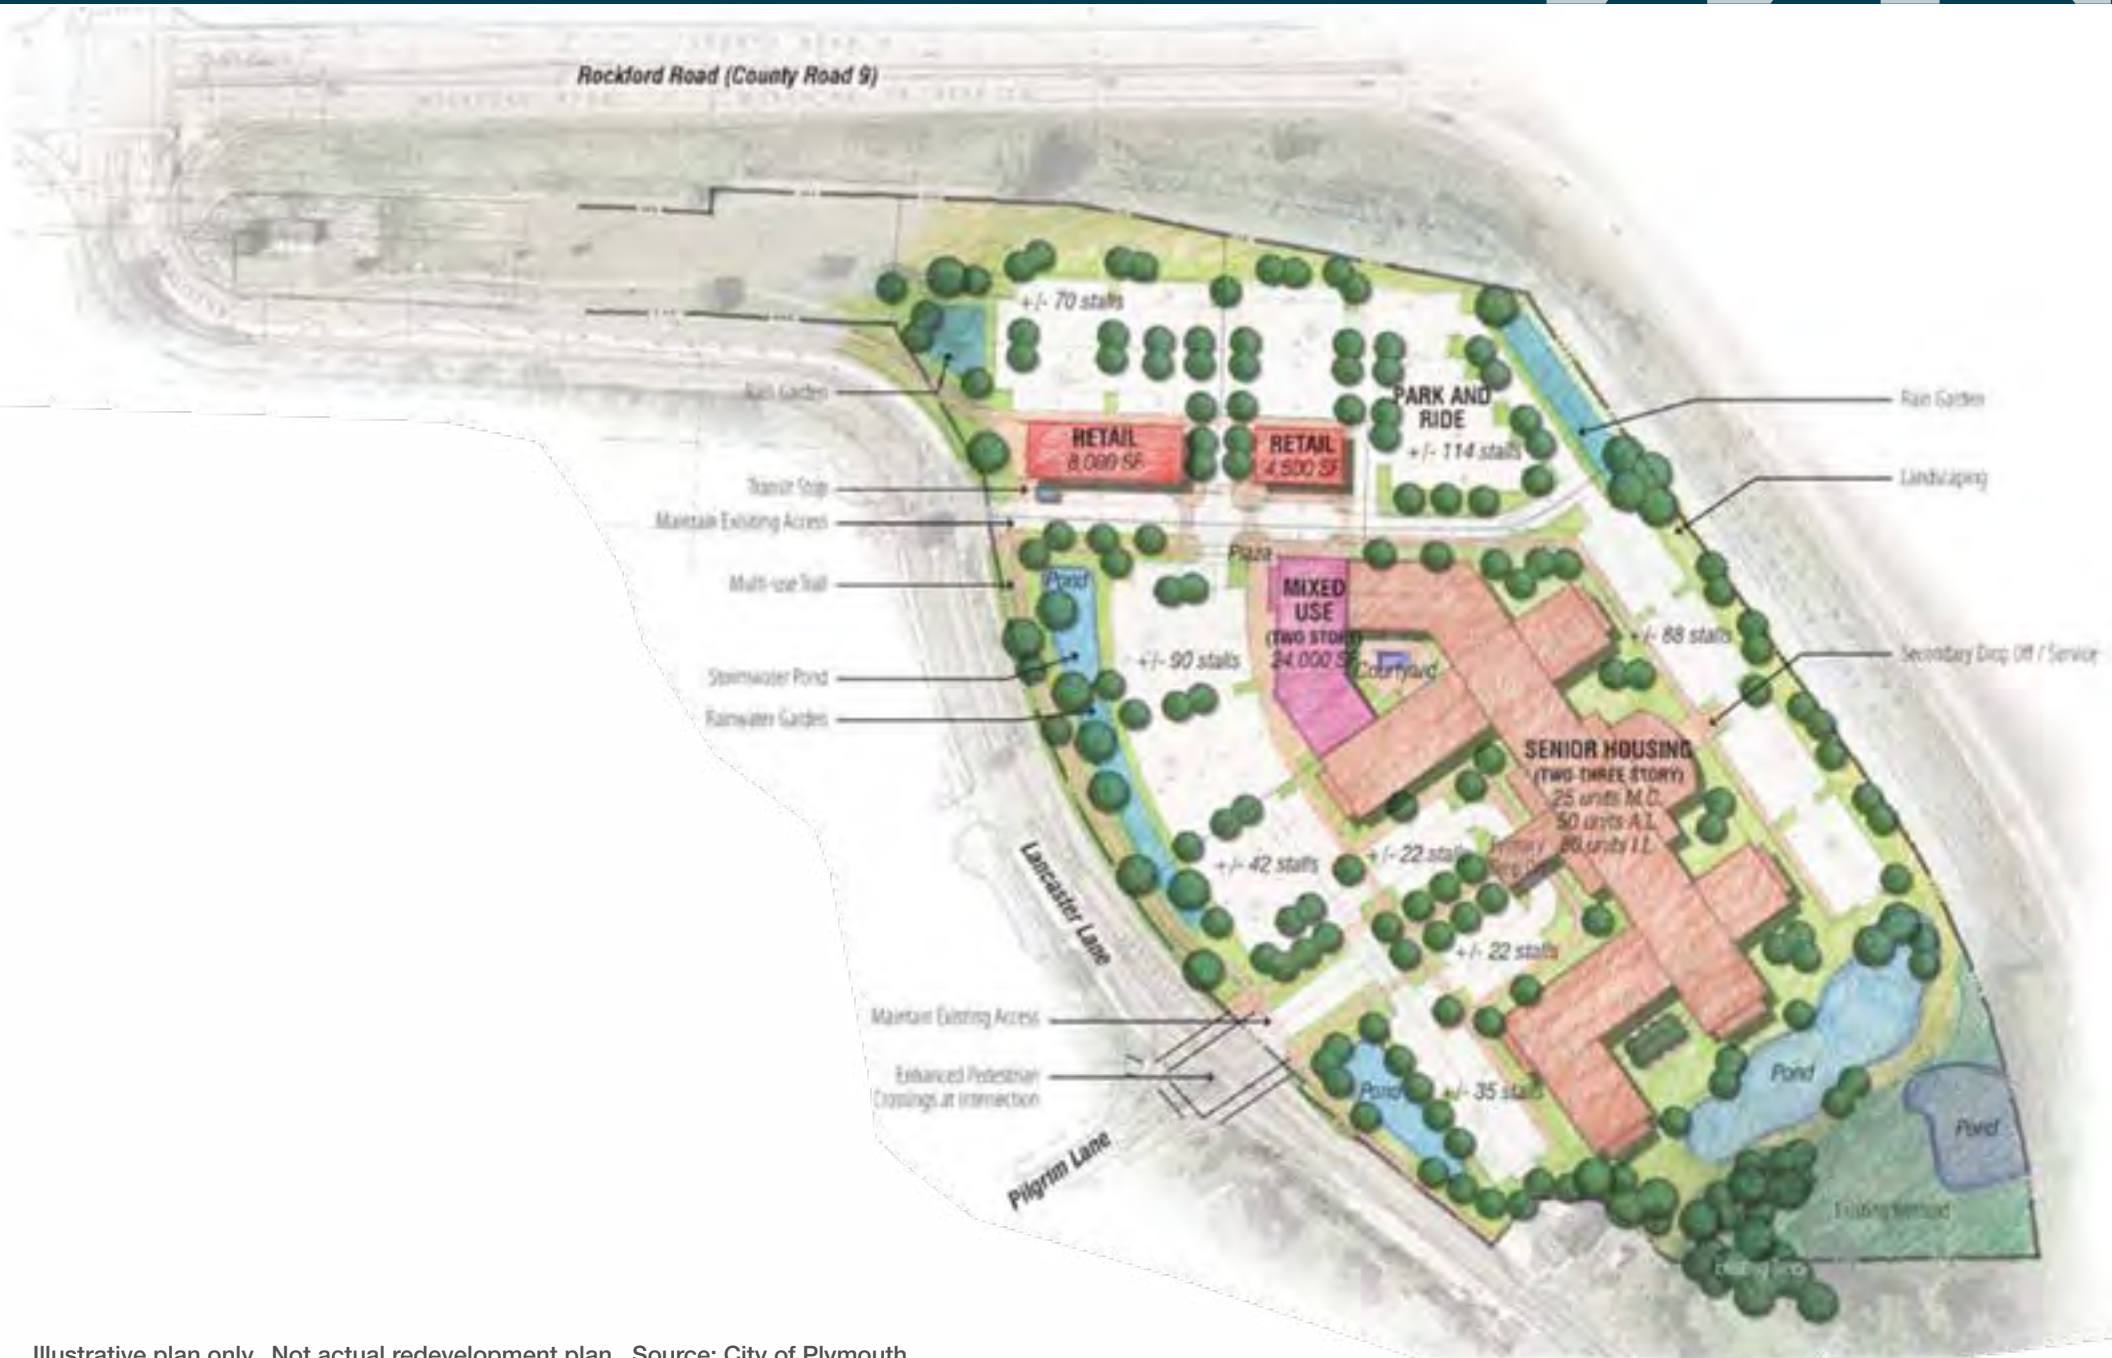 Rockford Road (County Road 9)
+/- 70 stalls
Rain Garden
PARK AND
RIDE
+/- 114 stalls
Rain Garden
RETAIL
RETAIL
4,500 SF
Landscaping
Transit Stop
Maintain Existing Access
Plaza
Multi-use Trail
Pond
MIXED
USE
(TWO STORY)
24,000 SF
Courtyard
+/- 90 stalls
Secondary Drop Off / Service
Stormwater Pond
Rainwater Garden
SENIOR HOUSING
(TWO-THREE STORY)
25 units M.C.
50 units A.L.
units I.L.
Primary
+/- 42 stalls
+/- 22 stalls
+/- 22 stalls
Lancaster Lane
Maintain Existing Access
Enhanced Pedestrian
Crossings at Intersection
Pond
+/- 35 stalls
Pond
Pond
Pilgrim Lane
Existing Wetland
Existing Trees
Illustrative plan only. Not actual redevelopment plan. Source: City of Plymouth